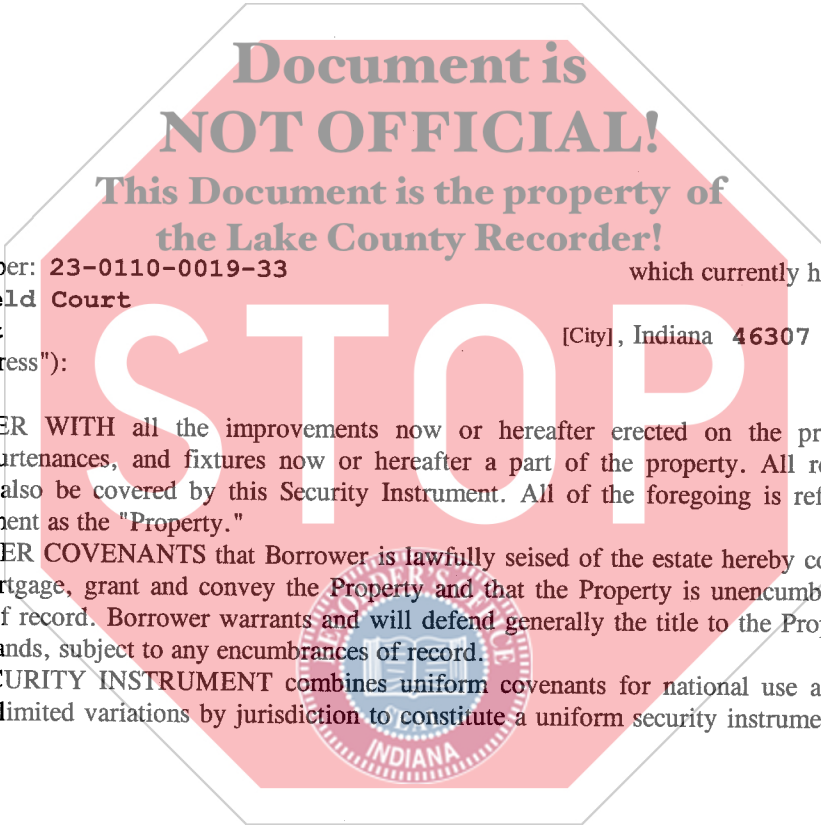 Document is
NOT OFFICIAL!
This Document is the property of
the Lake County Recorder!
ber: 23-0110-0019-33 which currently h
eld Court
[City], Indiana 46307
ress"):
STOP
ER WITH all the improvements now or hereafter erected on the pr
urtenances, and fixtures now or hereafter a part of the property. All r
also be covered by this Security Instrument. All of the foregoing is ref
nent as the "Property."
ER COVENANTS that Borrower is lawfully seised of the estate hereby co
rtgage, grant and convey the Property and that the Property is unencumb
f record. Borrower warrants and will defend generally the title to the Prop
ands, subject to any encumbrances of record.
CURITY INSTRUMENT combines uniform covenants for national use a
limited variations by jurisdiction to constitute a uniform security instrume
RECORDER'S OFFICE
INDIANA